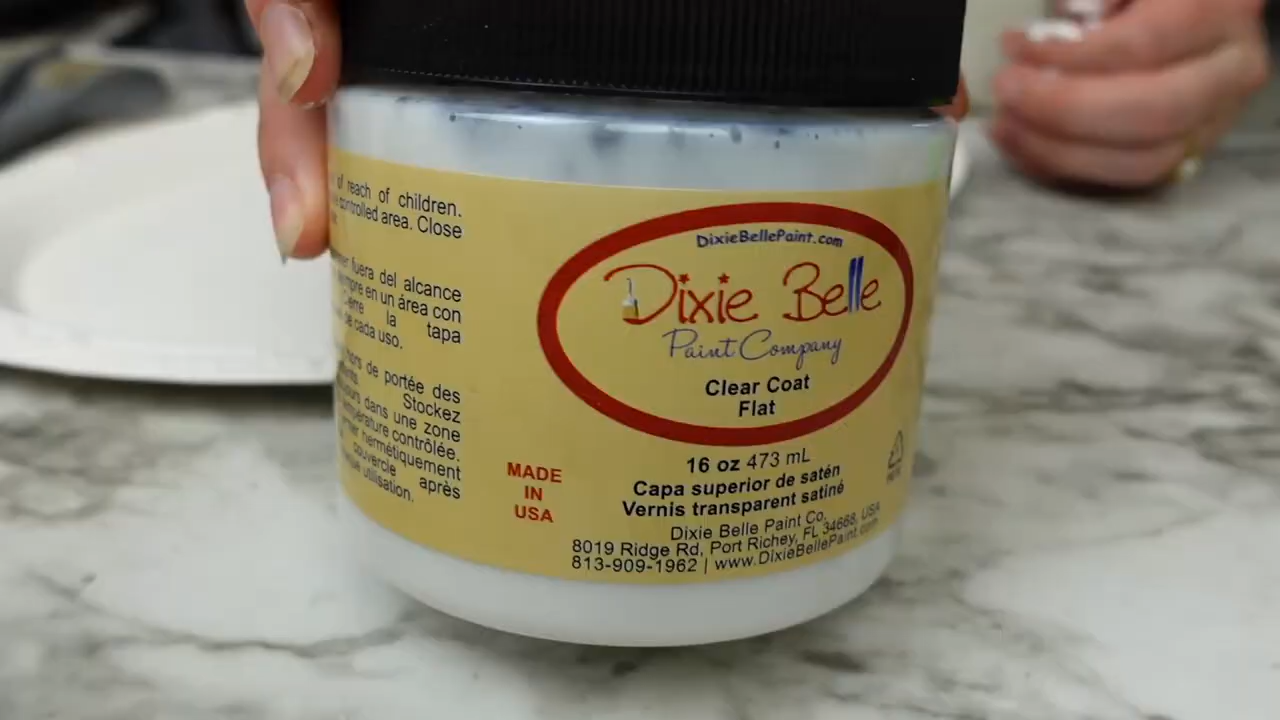 of reach of children.
controlled area. Close
fuera del alcance
en un área con
Cierre la tapa
de cada uso.
hors de portée des
Stockez
dans une zone
température contrôlée.
hermétiquement
couvercle après
utilisation.
MADE
IN
USA
DixieBellePaint.com
Dixie Belle
Paint Company
Clear Coat
Flat
16 oz 473 mL
Capa superior de satén
Vernis transparent satiné
Dixie Belle Paint Co.
8019 Ridge Rd, Port Richey, FL 34668, USA
813-909-1962 | www.DixieBellePaint.com